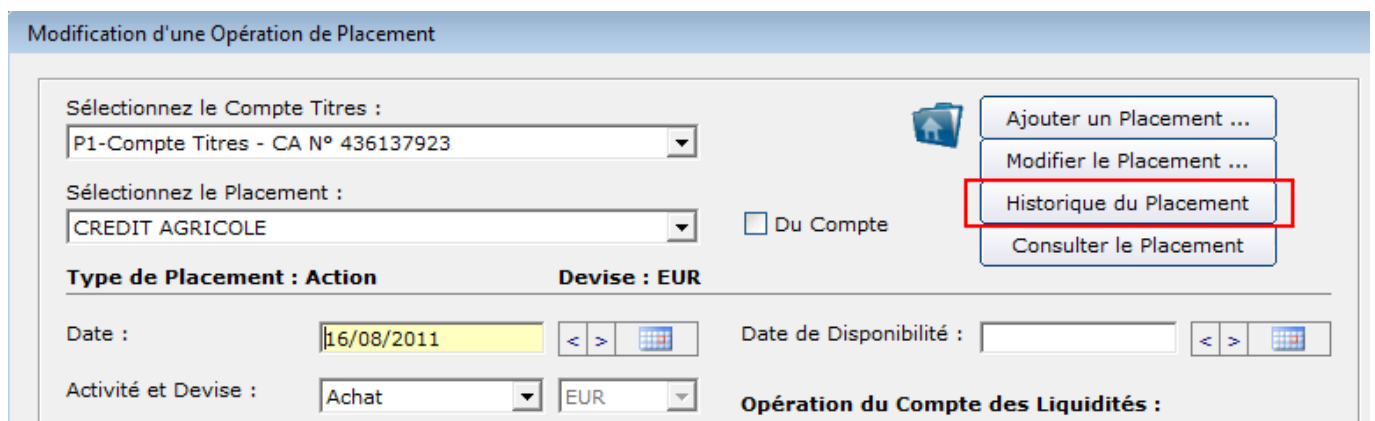 Modification d'une Opération de Placement
Sélectionnez le Compte Titres :
P1-Compte Titres - CA Nº 436137923
Ajouter un Placement ...
Modifier le Placement ...
Sélectionnez le Placement :
Historique du Placement
CREDIT AGRICOLE
Du Compte
Consulter le Placement
Type de Placement : Action Devise : EUR
Date : 16/08/2011 < > Date de Disponibilité : < >
Activité et Devise : Achat EUR
Opération du Compte des Liquidités :